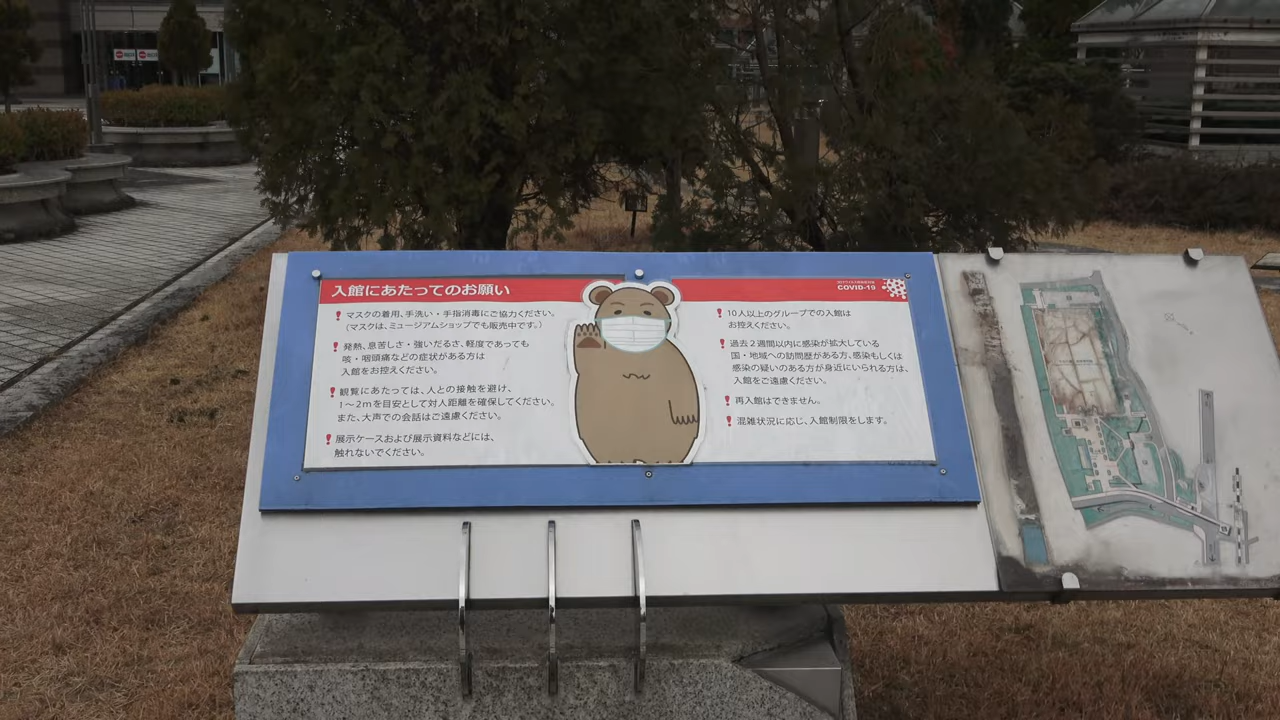 入館にあたってのお願い
COVID-19
マスクの着用、手洗い・手指消毒にご協力ください。
(マスクは、ミュージアムショップでも販売中です。)
発熱、息苦しさ・強いだるさ、軽度であっても
咳・咽頭痛などの症状がある方は
入館をお控えください。
観覧にあたっては、人との接触を避け、
1〜2mを目安として対人距離を確保してください。
また、大声での会話はご遠慮ください。
展示ケースおよび展示資料などには、
触れないでください。
10人以上のグループでの入館は
お控えください。
過去2週間以内に感染が拡大している
国・地域への訪問歴がある方、感染もしくは
感染の疑いのある方が身近にいられる方は、
入館をご遠慮ください。
再入館はできません。
混雑状況に応じ、入館制限をします。